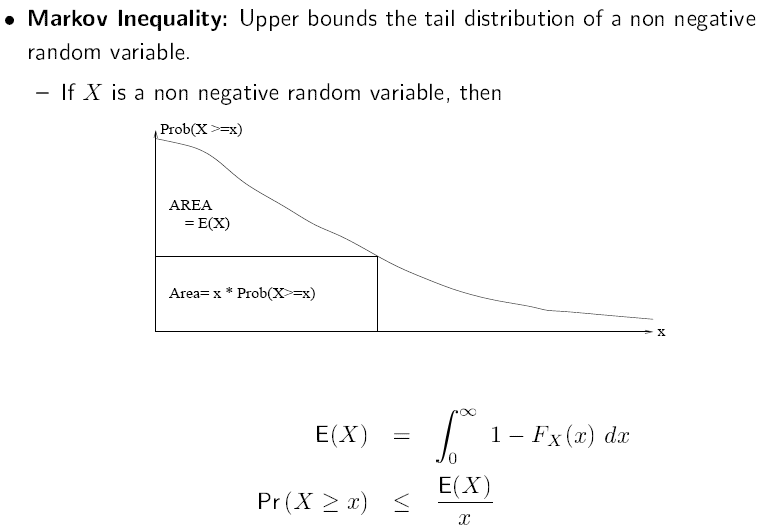 • Markov Inequality: Upper bounds the tail distribution of a non negative
random variable.
– If X is a non negative random variable, then
Prob(X >=x)
AREA
= E(X)
Area= x * Prob(X>=x)
x
E(X) = ∫₀^∞ 1 − F_X(x) dx
Pr (X ≥ x) ≤ E(X)/x